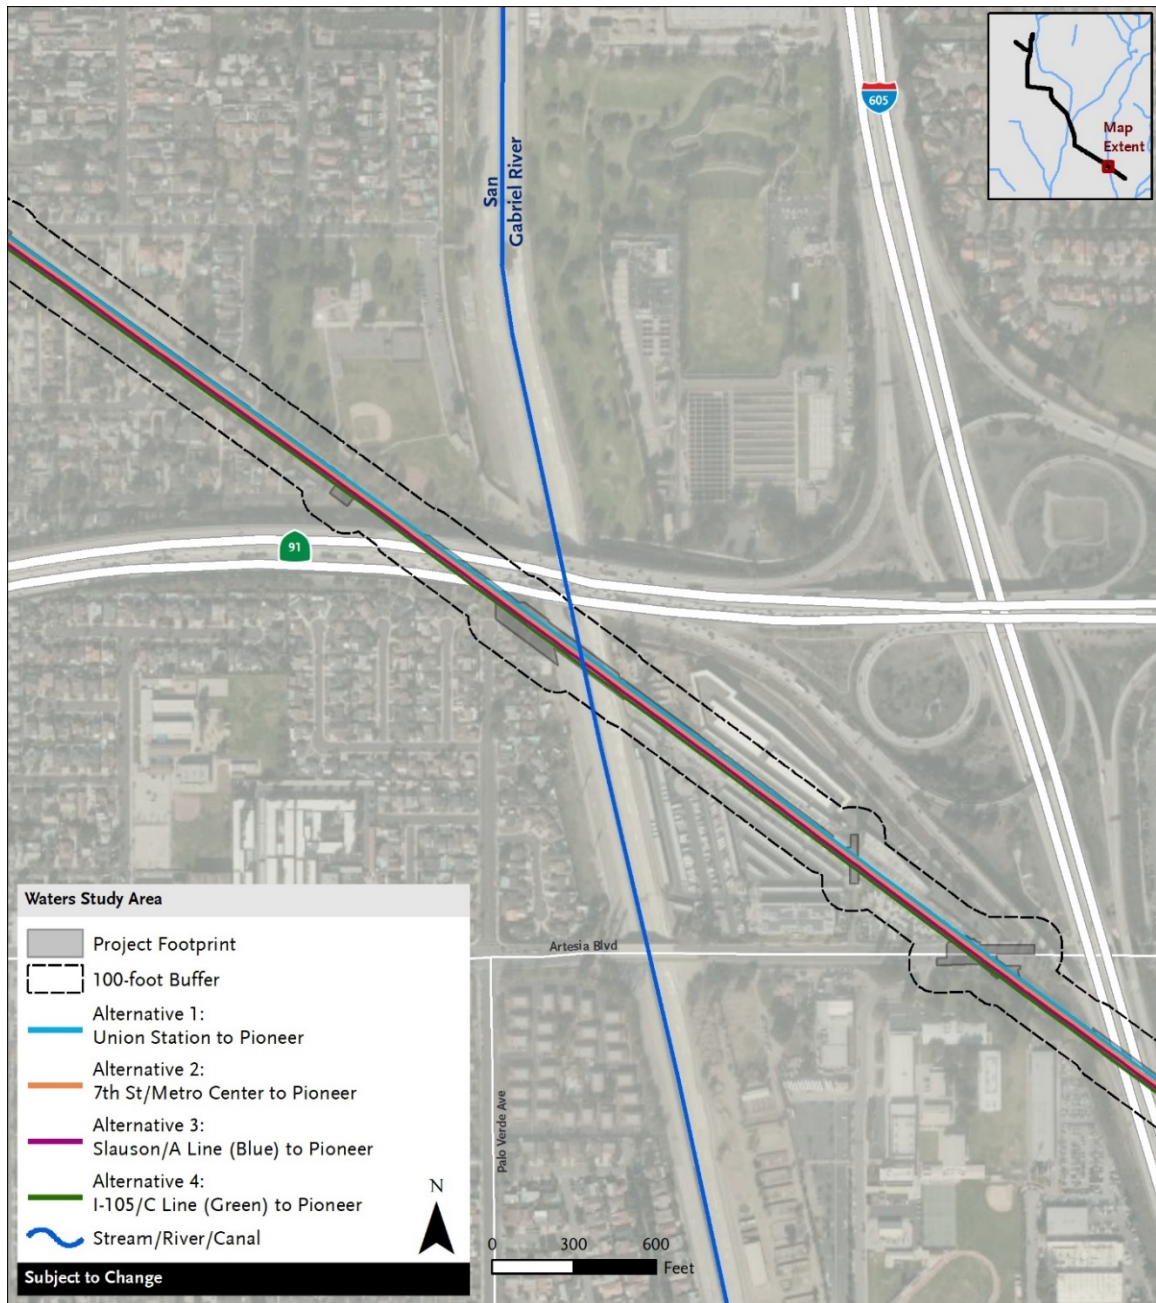 605
Map
Extent
San
Gabriel River
91
Artesia Blvd
Palo Verde Ave
Waters Study Area
Project Footprint
100-foot Buffer
Alternative 1:
Union Station to Pioneer
Alternative 2:
7th St/Metro Center to Pioneer
Alternative 3:
Slauson/A Line (Blue) to Pioneer
Alternative 4:
I-105/C Line (Green) to Pioneer
Stream/River/Canal
Subject to Change
N
0 300 600
Feet